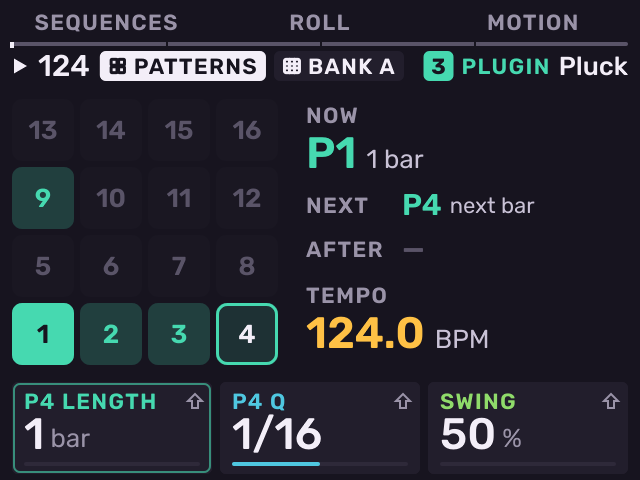 SEQUENCES ROLL MOTION
124 PATTERNS BANK A 3 PLUGIN Pluck
13 14 15 16
9 10 11 12
5 6 7 8
1 2 3 4
NOW
P1 1 bar
NEXT P4 next bar
AFTER —
TEMPO
124.0 BPM
P4 LENGTH
1 bar
P4 Q
1/16
SWING
50 %